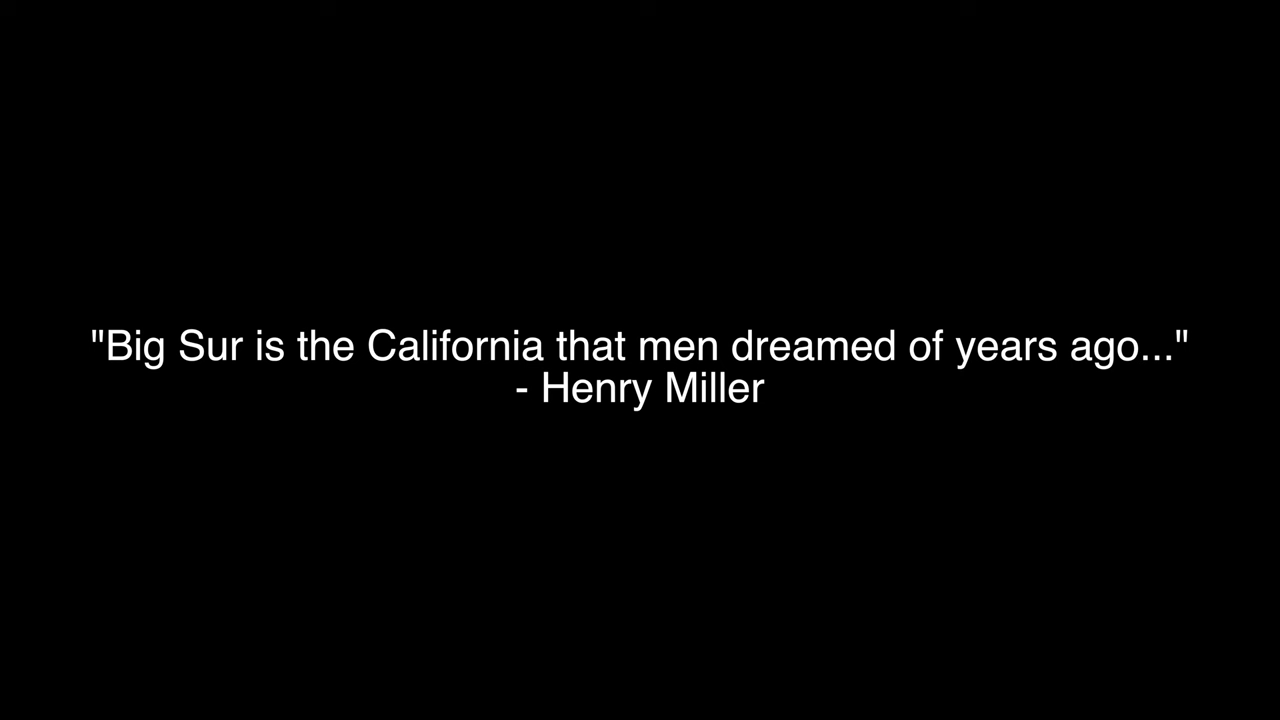 "Big Sur is the California that men dreamed of years ago..."
- Henry Miller